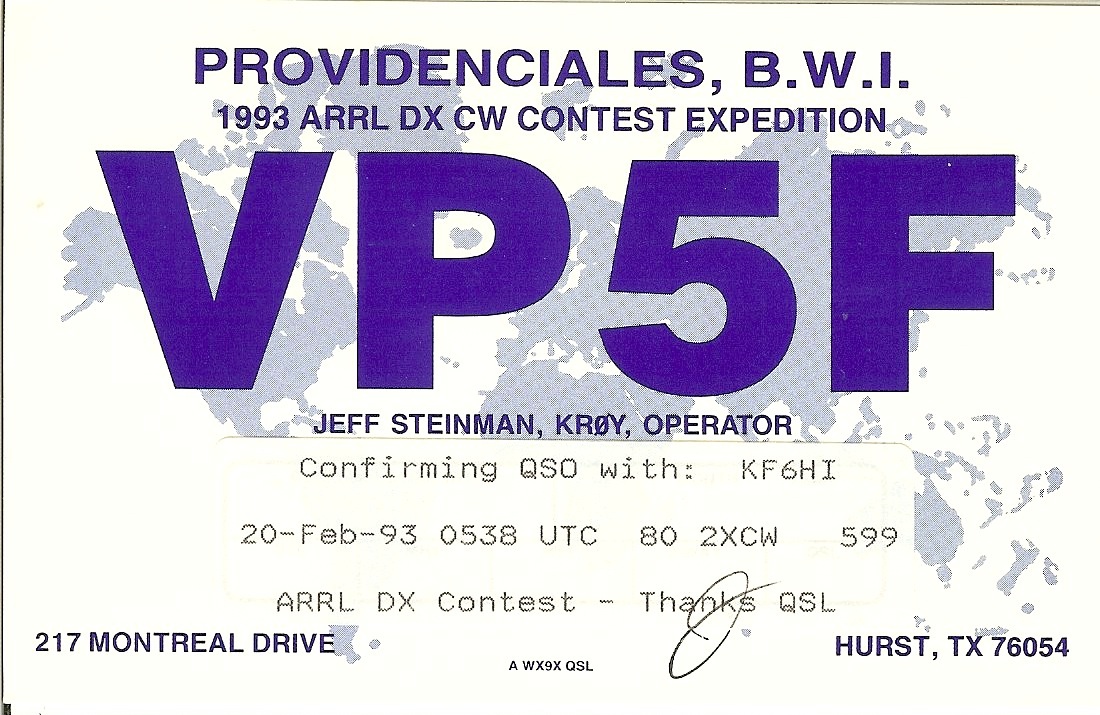 PROVIDENCIALES, B.W.I.
1993 ARRL DX CW CONTEST EXPEDITION
VP5F
JEFF STEINMAN, KRØY, OPERATOR
Confirming QSO with: KF6HI
20-Feb-93 0538 UTC 80 2XCW 599
ARRL DX Contest - Thanks QSL
217 MONTREAL DRIVE
HURST, TX 76054
A WX9X QSL